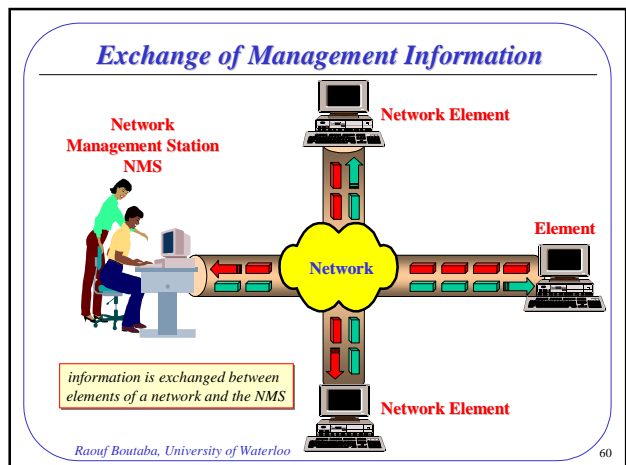 Exchange of Management Information
Network Element
Network
Management Station
NMS
Element
Network
information is exchanged between
elements of a network and the NMS
Network Element
Raouf Boutaba, University of Waterloo
60